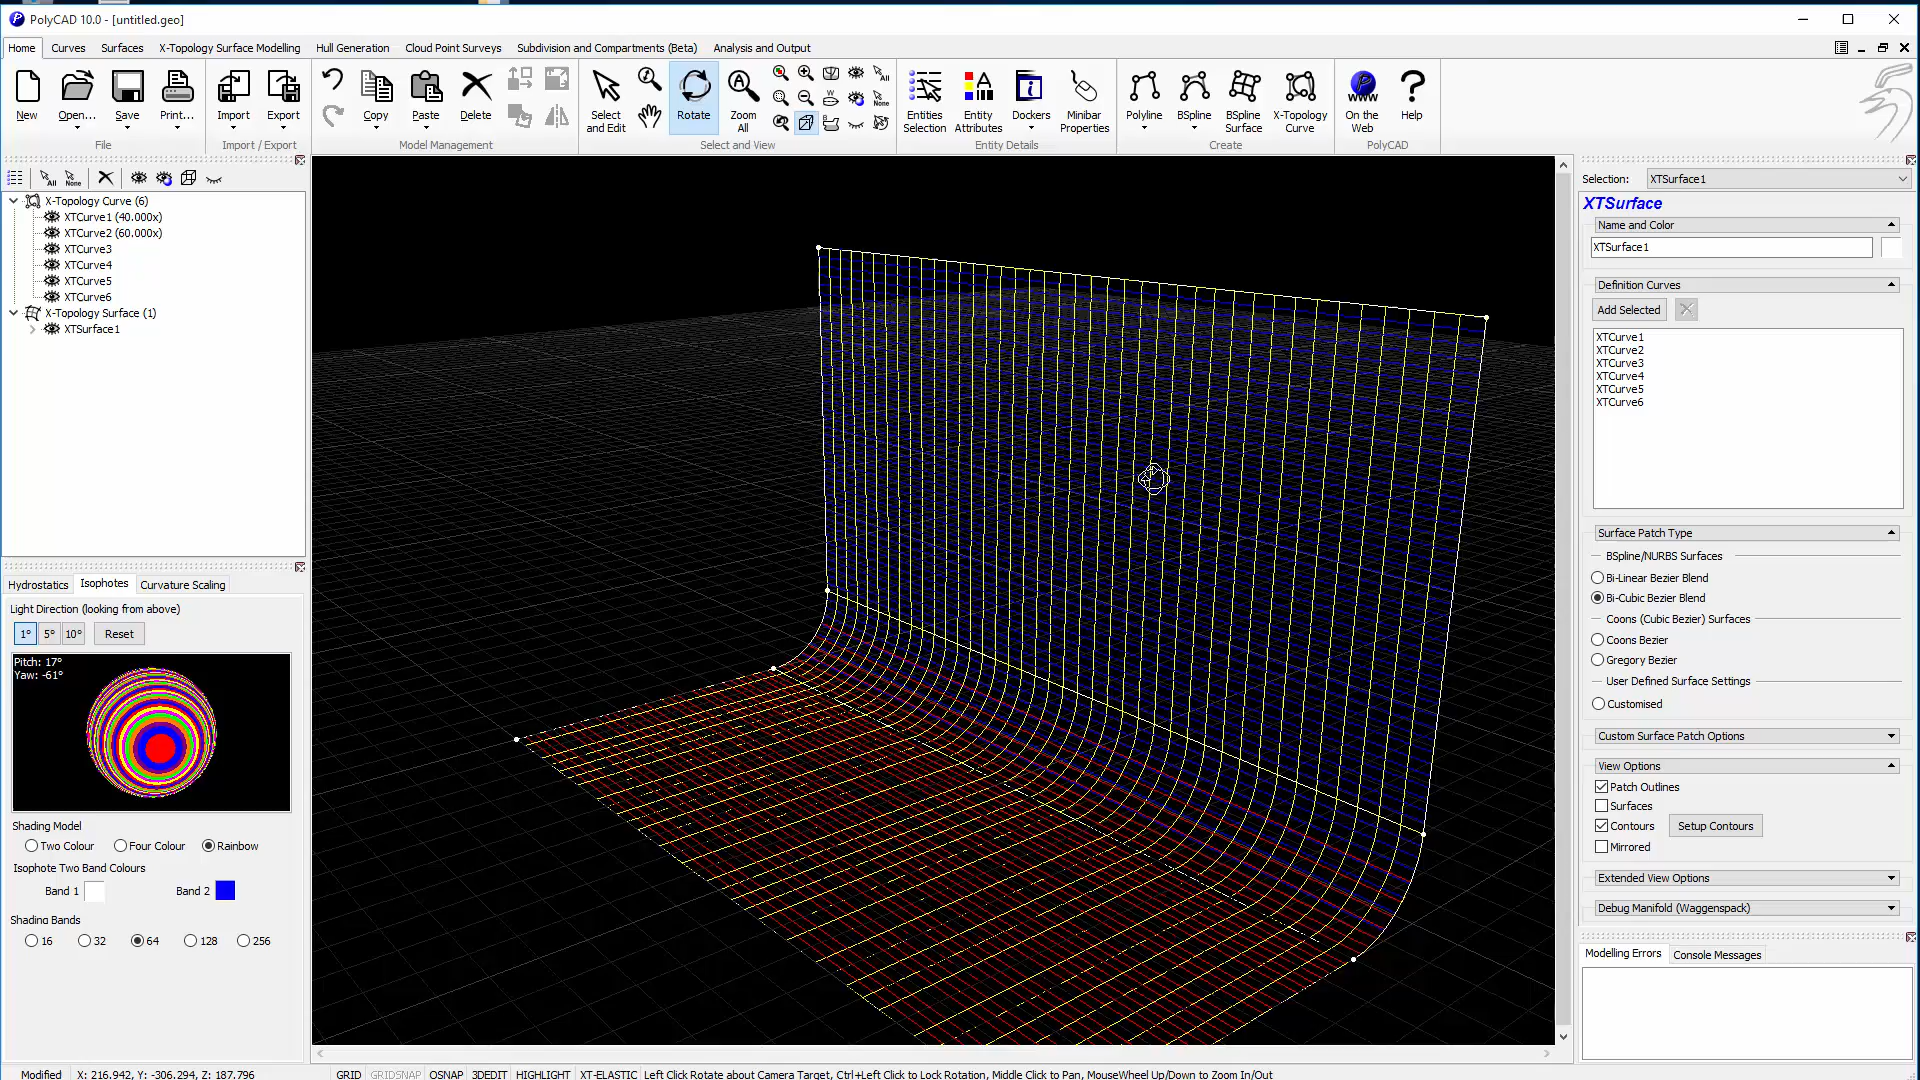 PolyCAD 10.0 - [untitled.geo]
Home Curves Surfaces X-Topology Surface Modelling Hull Generation Cloud Point Surveys Subdivision and Compartments (Beta) Analysis and Output
New Open... Save Print... Import Export Copy Paste Delete Select and Edit Rotate Zoom All All W None Entities Selection Entity Attributes Dockers Minibar Properties Polyline BSpline BSpline Surface X-Topology Curve WWW On the Web Help
File Import / Export Model Management Select and View Entity Details Create PolyCAD
All None
X-Topology Curve (6)
XTCurve1 (40.000x)
XTCurve2 (60.000x)
XTCurve3
XTCurve4
XTCurve5
XTCurve6
X-Topology Surface (1)
XTSurface1
Hydrostatics Isophotes Curvature Scaling
Light Direction (looking from above)
1° 5° 10° Reset
Pitch: 17°
Yaw: -61°
Shading Model
Two Colour Four Colour Rainbow
Isophote Two Band Colours
Band 1 Band 2
Shading Bands
16 32 64 128 256
Selection: XTSurface1
XTSurface
Name and Color
XTSurface1
Definition Curves
Add Selected
XTCurve1
XTCurve2
XTCurve3
XTCurve4
XTCurve5
XTCurve6
Surface Patch Type
BSpline/NURBS Surfaces
Bi-Linear Bezier Blend
Bi-Cubic Bezier Blend
Coons (Cubic Bezier) Surfaces
Coons Bezier
Gregory Bezier
User Defined Surface Settings
Customised
Custom Surface Patch Options
View Options
Patch Outlines
Surfaces
Contours Setup Contours
Mirrored
Extended View Options
Debug Manifold (Waggenspack)
Modelling Errors Console Messages
Modified X: 216.942, Y: -306.294, Z: 187.796 GRID GRIDSNAP OSNAP 3DEDIT HIGHLIGHT XT-ELASTIC Left Click Rotate about Camera Target, Ctrl+Left Click to Lock Rotation, Middle Click to Pan, MouseWheel Up/Down to Zoom In/Out